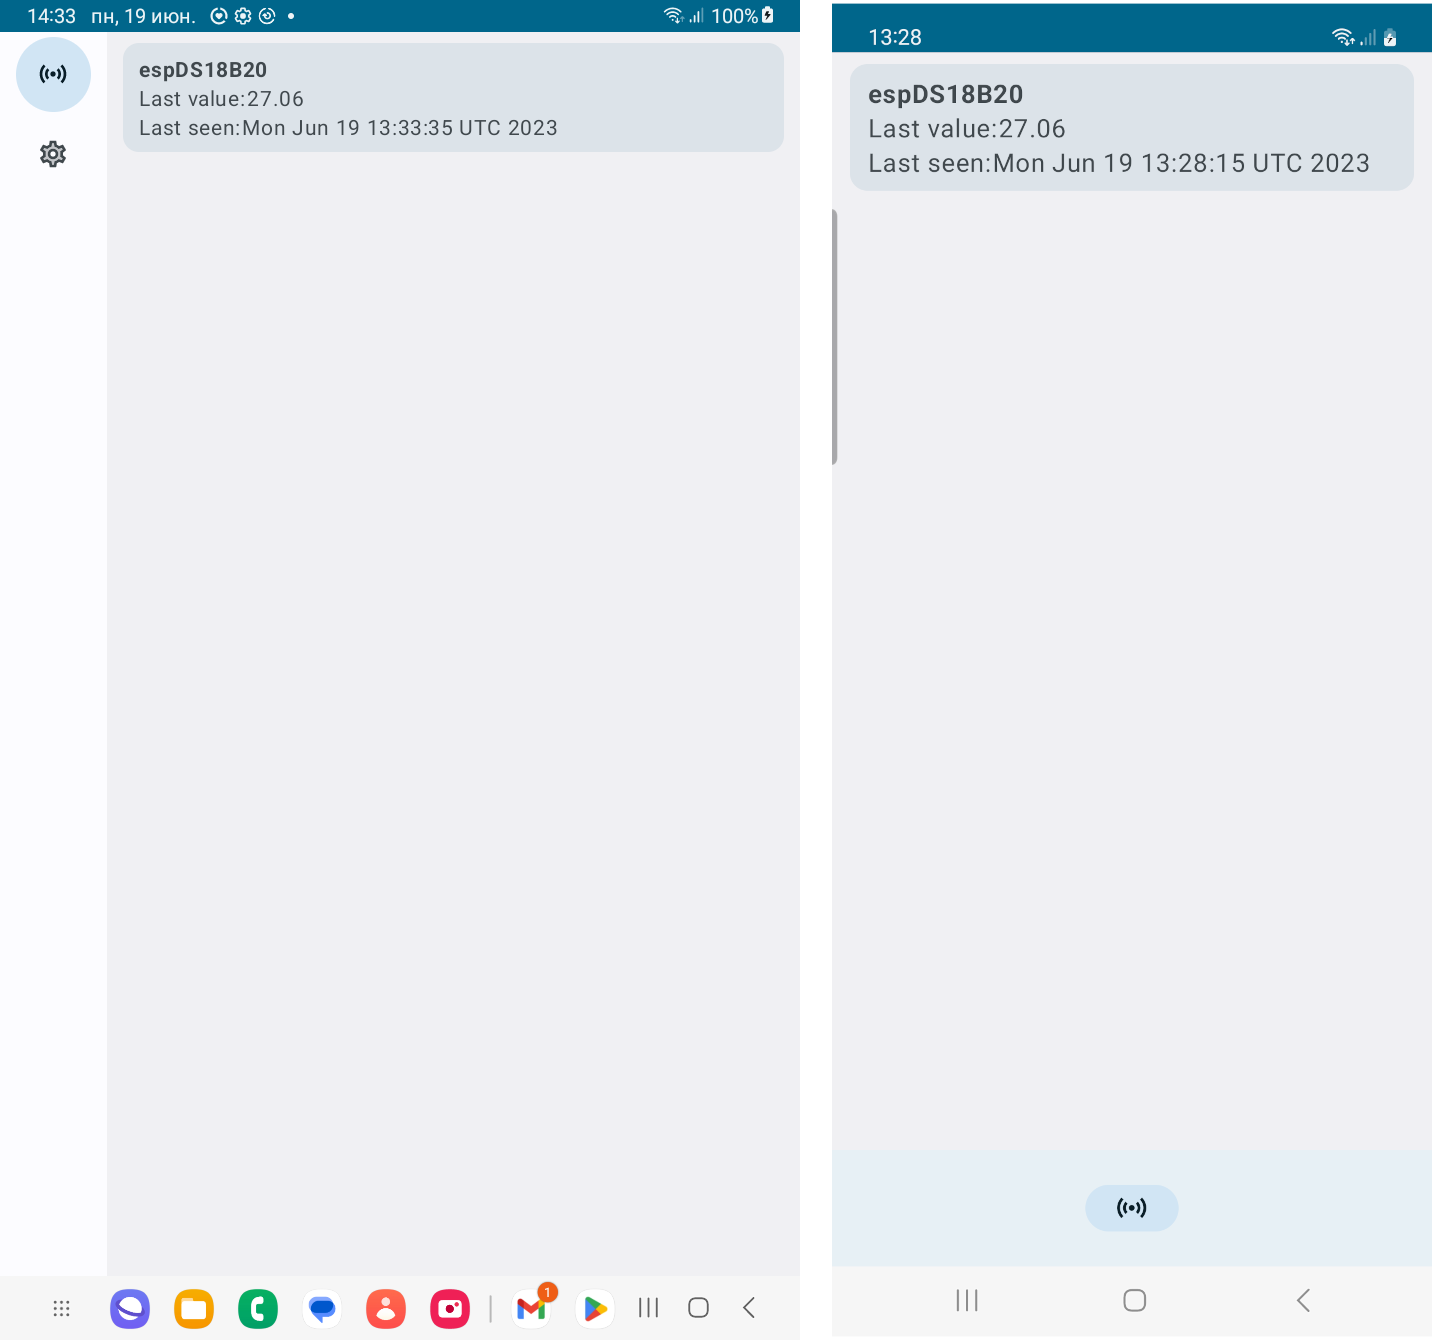 14:33 пн, 19 июн.
100%
espDS18B20
Last value:27.06
Last seen:Mon Jun 19 13:33:35 UTC 2023
1
13:28
espDS18B20
Last value:27.06
Last seen:Mon Jun 19 13:28:15 UTC 2023